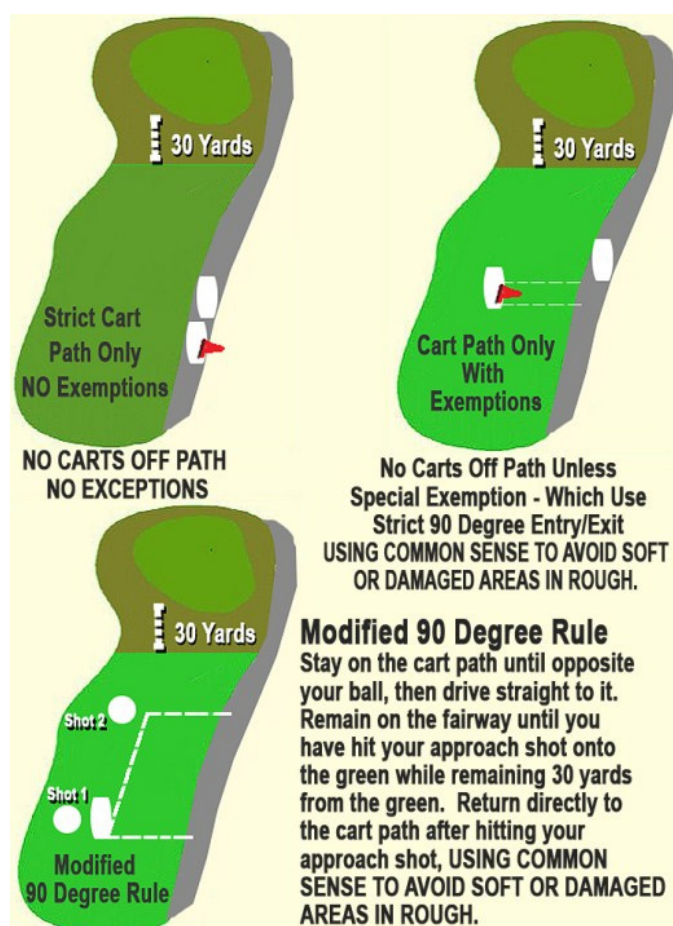 30 Yards
Strict Cart
Path Only
NO Exemptions
NO CARTS OFF PATH
NO EXCEPTIONS
30 Yards
Cart Path Only
With
Exemptions
No Carts Off Path Unless
Special Exemption - Which Use
Strict 90 Degree Entry/Exit
USING COMMON SENSE TO AVOID SOFT
OR DAMAGED AREAS IN ROUGH.
30 Yards
Shot 2
Shot 1
Modified
90 Degree Rule
Modified 90 Degree Rule
Stay on the cart path until opposite
your ball, then drive straight to it.
Remain on the fairway until you
have hit your approach shot onto
the green while remaining 30 yards
from the green. Return directly to
the cart path after hitting your
approach shot, USING COMMON
SENSE TO AVOID SOFT OR DAMAGED
AREAS IN ROUGH.